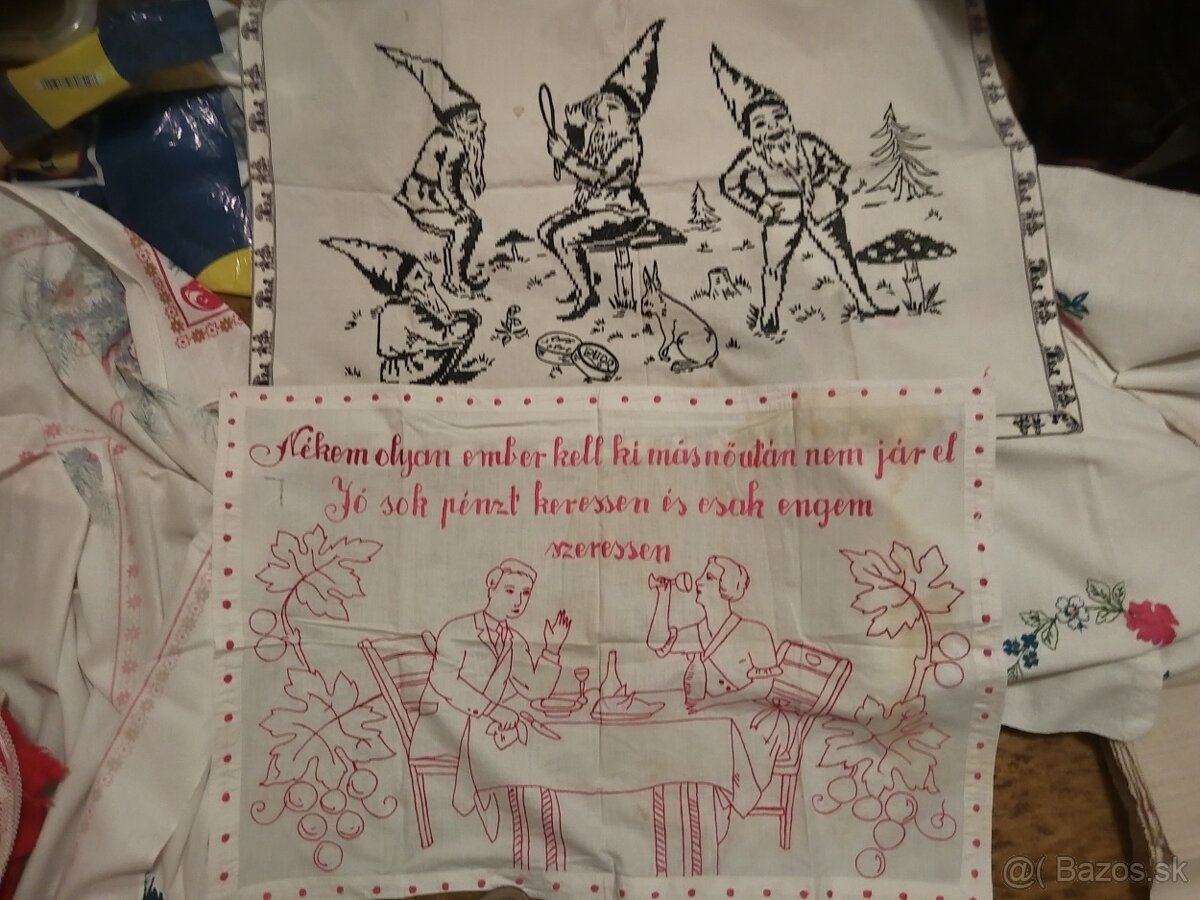 Nékem olyan ember kell ki más nő után nem jár el
Jó sok pénzt keressen és csak engem
szeressen
@( Bazos.sk